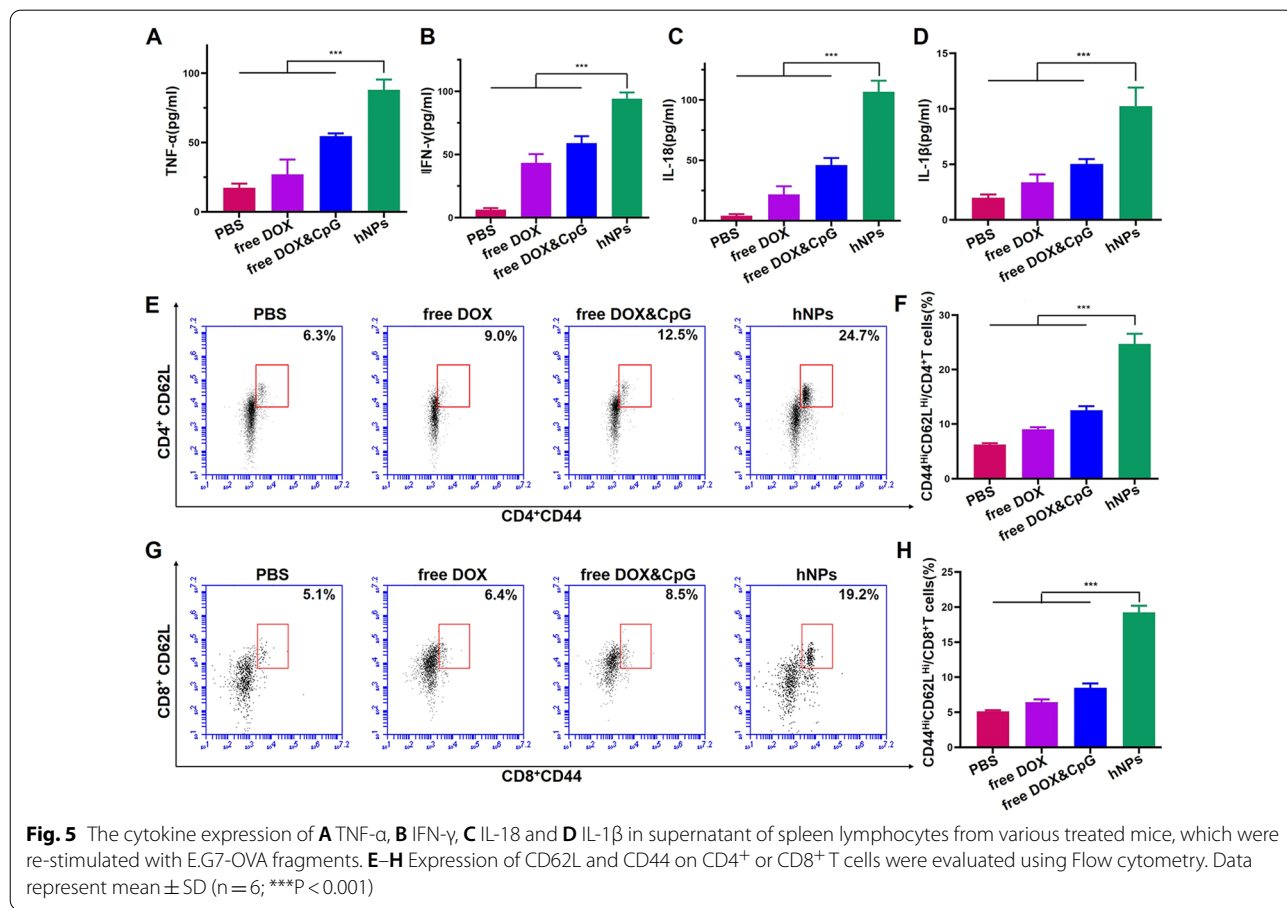 A
B
C
D
***
***
***
***
TNF-α(pg/ml)
100
50
0
IFN-γ(pg/ml)
100
50
0
IL-18(pg/ml)
100
50
0
IL-1β(pg/ml)
15
10
5
0
PBS
free DOX
free DOX&CpG
hNPs
PBS
free DOX
free DOX&CpG
hNPs
PBS
free DOX
free DOX&CpG
hNPs
PBS
free DOX
free DOX&CpG
hNPs
E
PBS
free DOX
free DOX&CpG
hNPs
6.3%
9.0%
12.5%
24.7%
CD4⁺ CD62L
CD4⁺CD44
F
***
CD44ᴴⁱCD62Lᴴⁱ/CD4⁺T cells(%)
30
20
10
0
PBS
free DOX
free DOX&CpG
hNPs
G
PBS
free DOX
free DOX&CpG
hNPs
5.1%
6.4%
8.5%
19.2%
CD8⁺ CD62L
CD8⁺CD44
H
***
CD44ᴴⁱCD62Lᴴⁱ/CD8⁺T cells(%)
20
15
10
5
0
PBS
free DOX
free DOX&CpG
hNPs
Fig. 5 The cytokine expression of A TNF-α, B IFN-γ, C IL-18 and D IL-1β in supernatant of spleen lymphocytes from various treated mice, which were
re-stimulated with E.G7-OVA fragments. E–H Expression of CD62L and CD44 on CD4⁺ or CD8⁺ T cells were evaluated using Flow cytometry. Data
represent mean ± SD (n = 6; ***P < 0.001)